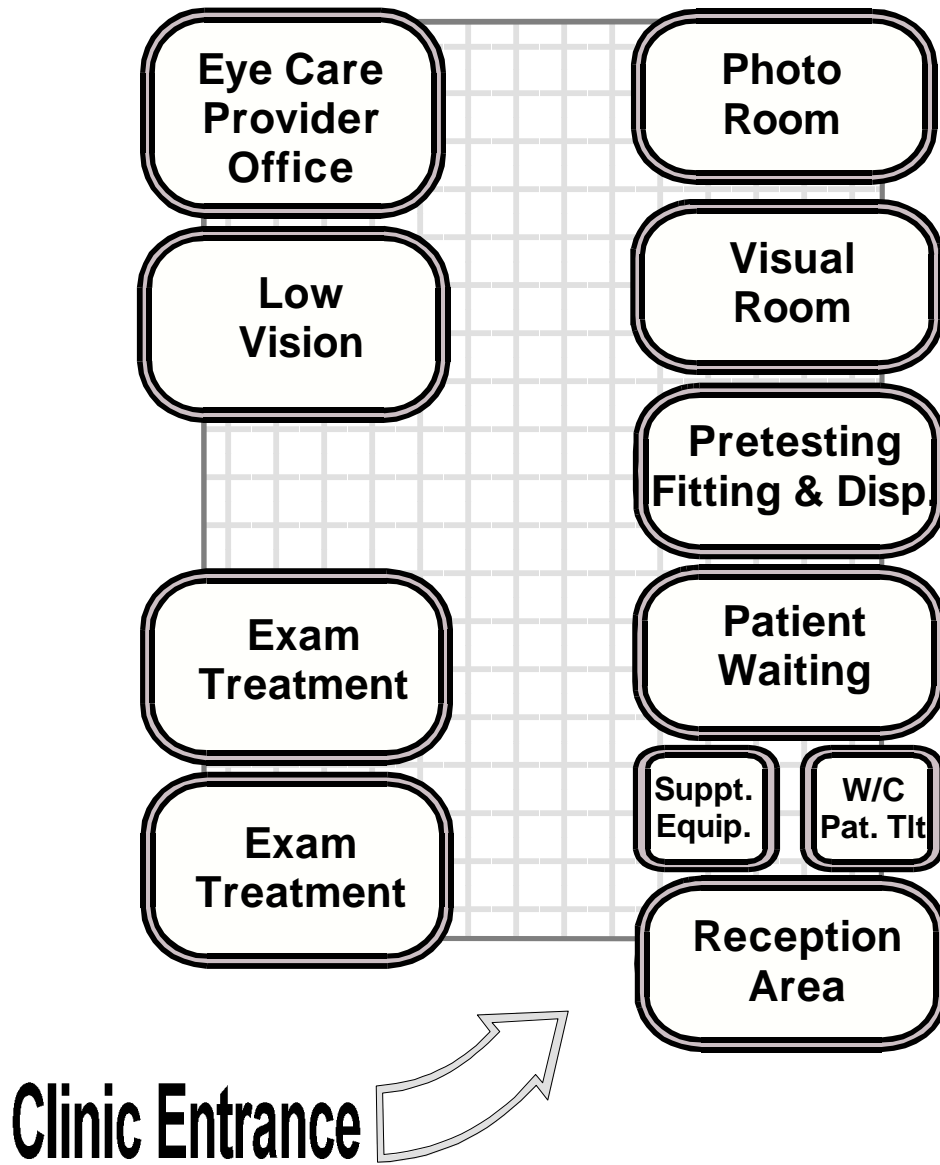 Eye Care
Provider
Office
Photo
Room
Low
Vision
Visual
Room
Pretesting
Fitting & Disp.
Exam
Treatment
Patient
Waiting
Suppt.
Equip.
W/C
Pat. Tlt
Exam
Treatment
Reception
Area
Clinic Entrance